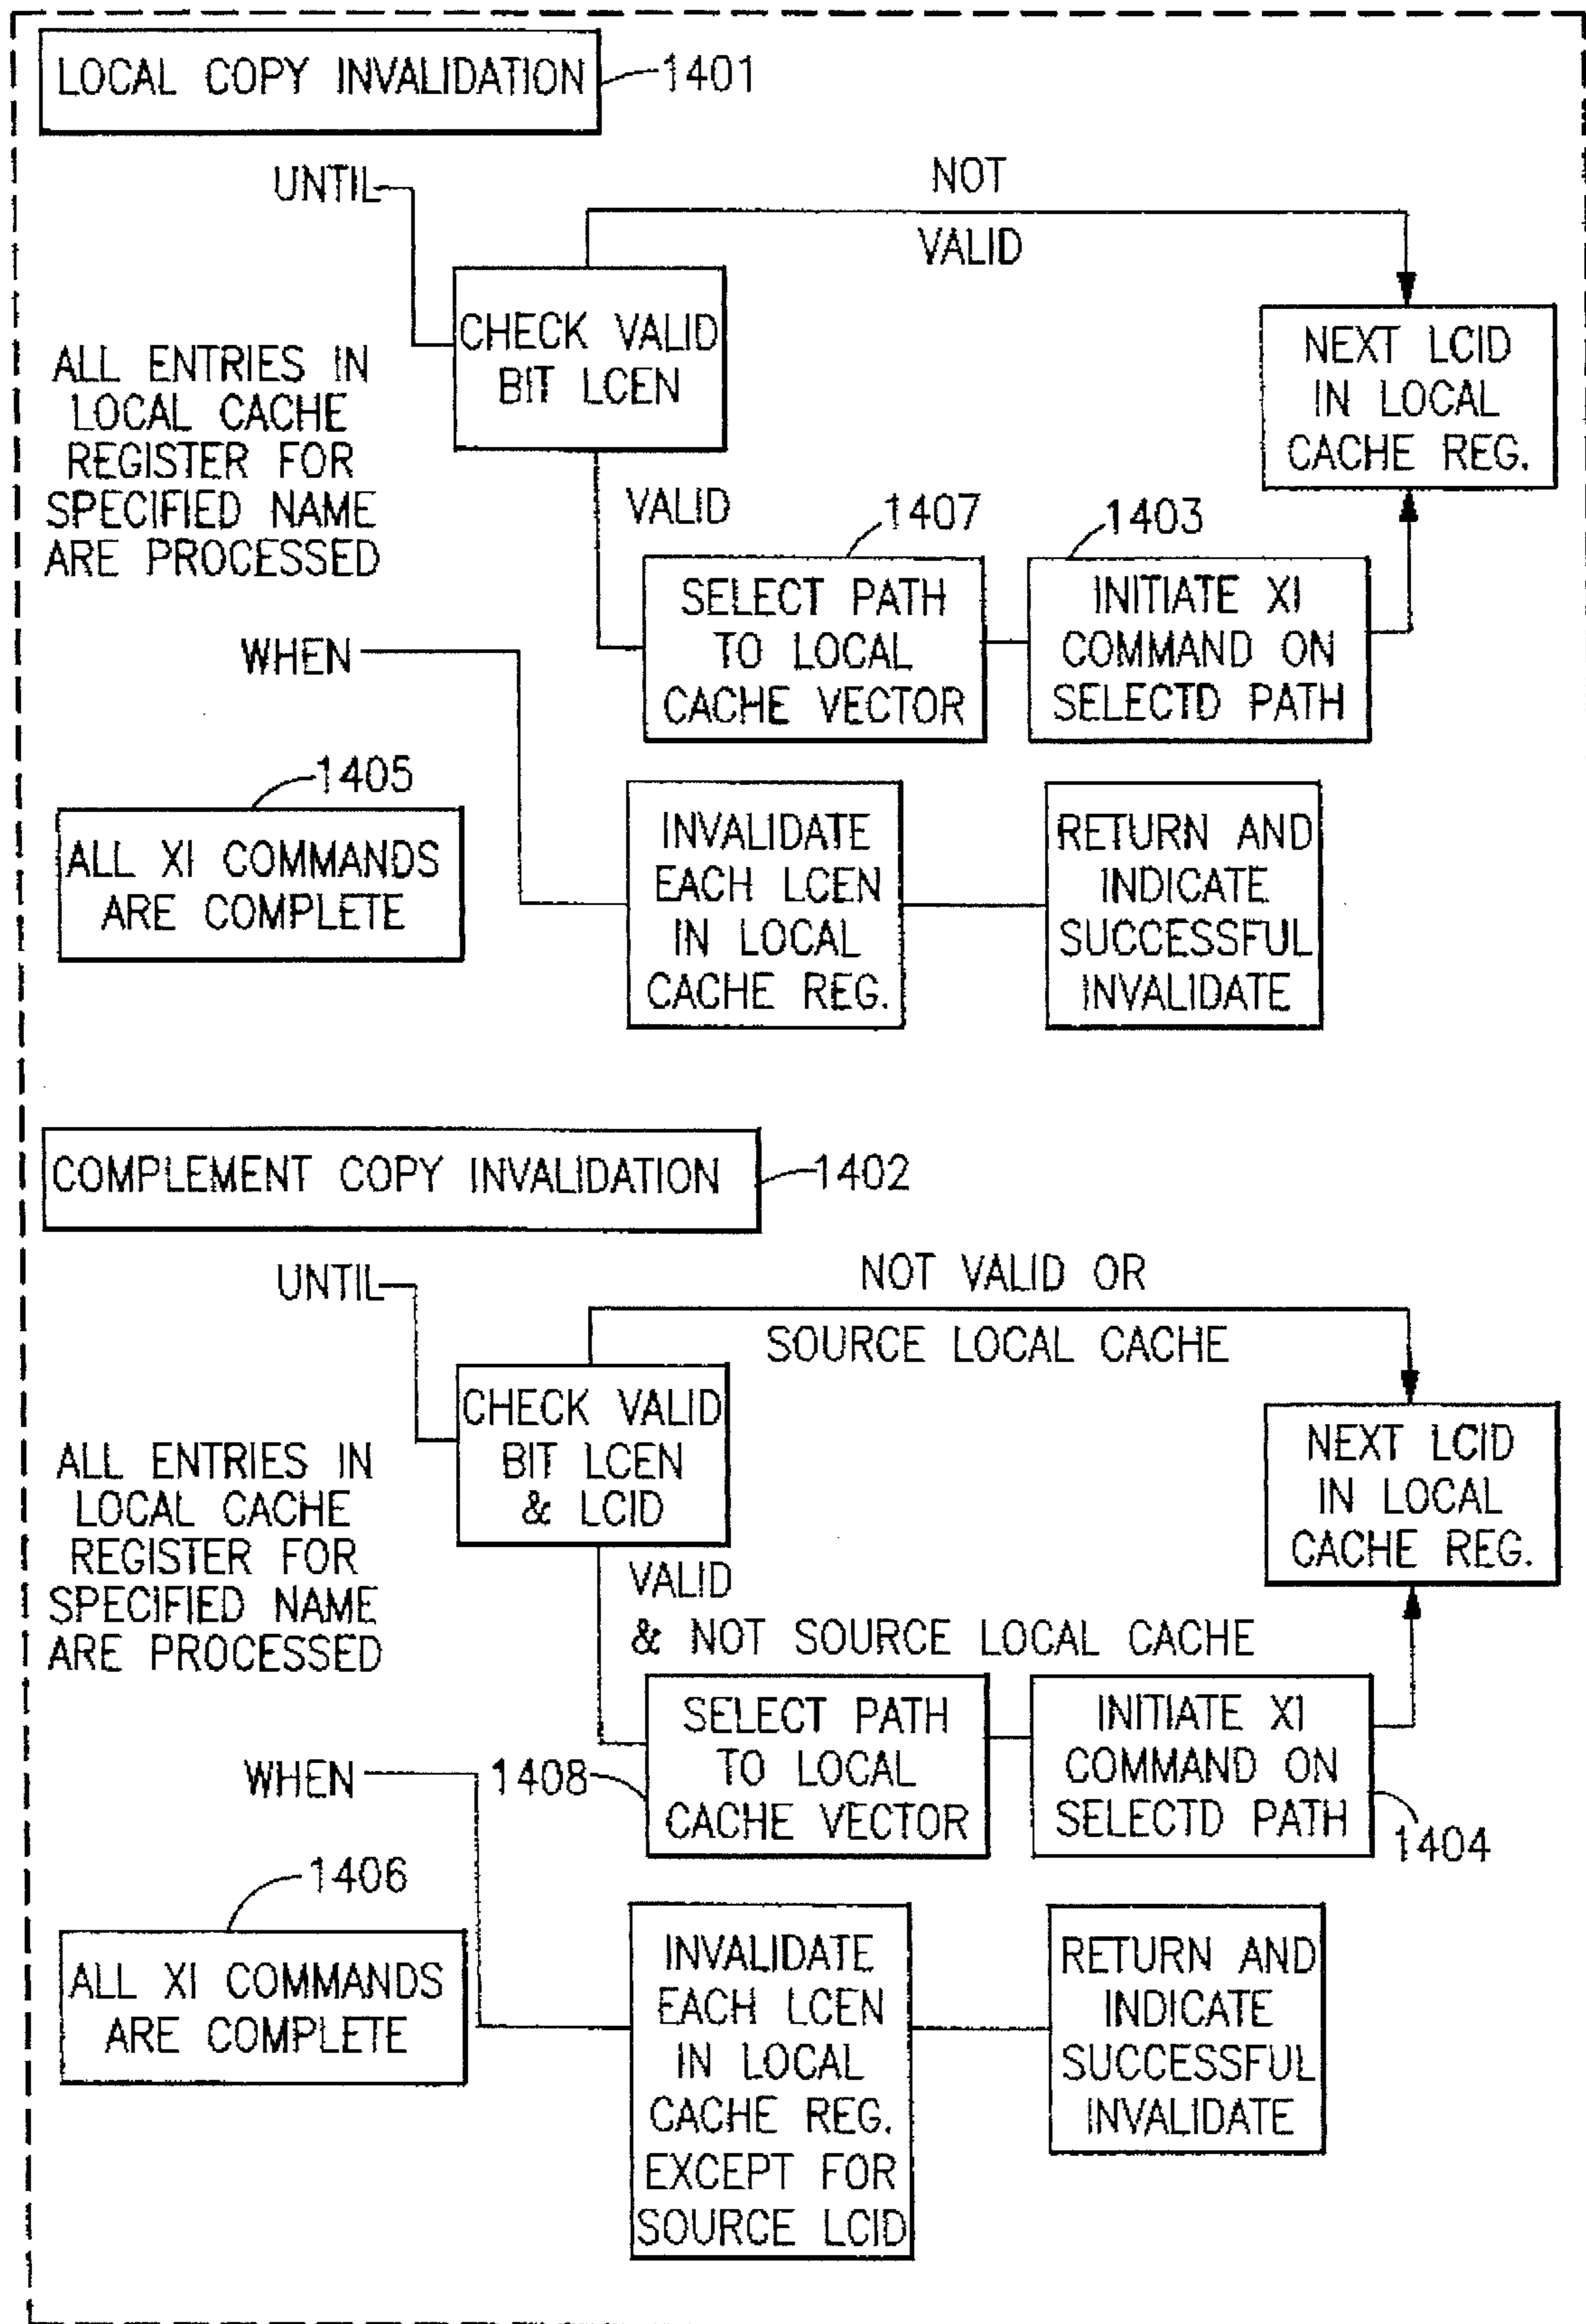 LOCAL COPY INVALIDATION
1401
UNTIL
NOT
VALID
CHECK VALID
BIT LCEN
NEXT LCID
IN LOCAL
CACHE REG.
ALL ENTRIES IN
LOCAL CACHE
REGISTER FOR
SPECIFIED NAME
ARE PROCESSED
VALID
1407
1403
SELECT PATH
TO LOCAL
CACHE VECTOR
INITIATE XI
COMMAND ON
SELECTD PATH
WHEN
1405
ALL XI COMMANDS
ARE COMPLETE
INVALIDATE
EACH LCEN
IN LOCAL
CACHE REG.
RETURN AND
INDICATE
SUCCESSFUL
INVALIDATE
COMPLEMENT COPY INVALIDATION
1402
UNTIL
NOT VALID OR
SOURCE LOCAL CACHE
CHECK VALID
BIT LCEN
& LCID
NEXT LCID
IN LOCAL
CACHE REG.
ALL ENTRIES IN
LOCAL CACHE
REGISTER FOR
SPECIFIED NAME
ARE PROCESSED
VALID
& NOT SOURCE LOCAL CACHE
SELECT PATH
TO LOCAL
CACHE VECTOR
1408
INITIATE XI
COMMAND ON
SELECTD PATH
1404
WHEN
1406
ALL XI COMMANDS
ARE COMPLETE
INVALIDATE
EACH LCEN
IN LOCAL
CACHE REG.
EXCEPT FOR
SOURCE LCID
RETURN AND
INDICATE
SUCCESSFUL
INVALIDATE